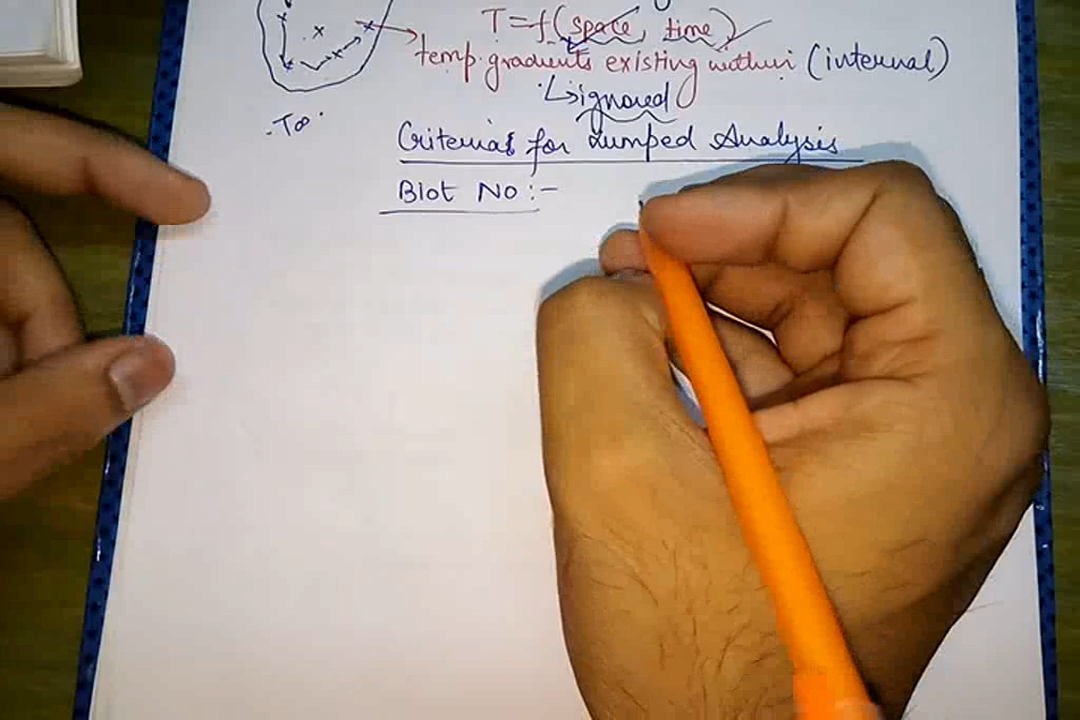 T = f(space, time)
temp. gradients existing within (internal)
↳ ignored
T∞
Criterias for Lumped Analysis
Biot No :-